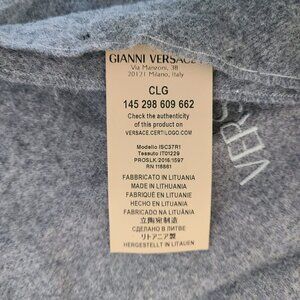 GIANNI VERSACE
Via Manzoni, 38
20121 Milano, Italy
CLG
145 298 609 662
Check the authenticity
of this product on
VERSACE.CERTILOGO.COM
Modello ISC37R1
Tessuto IT01229
PROSLK 2016/1597
RN 118861
FABBRICATO IN LITUANIA
MADE IN LITHUANIA
FABRIQUÉ EN LITUANIE
HECHO EN LITUANIA
FABRICADO NA LITUÂNIA
立陶宛制造
СДЕЛАНО В ЛИТВЕ
リトアニア製
HERGESTELLT IN LITAUEN